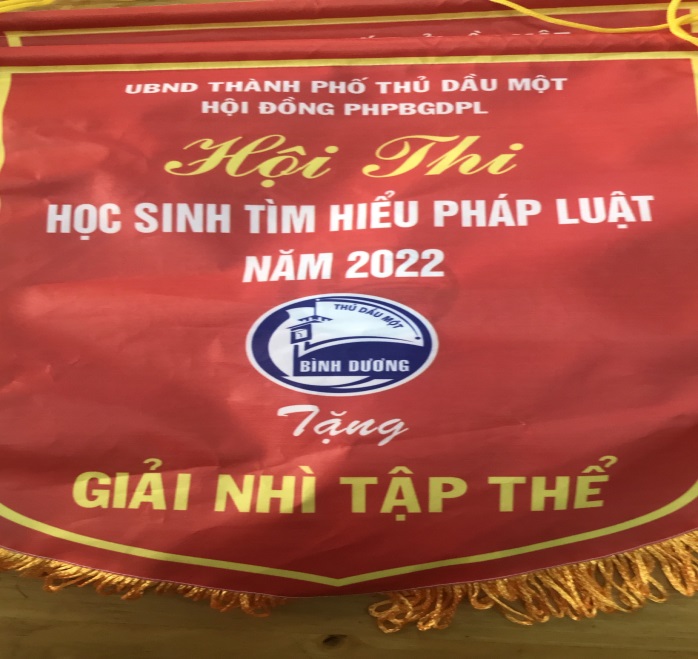 UBND THÀNH PHỐ THỦ DẦU MỘT
HỘI ĐỒNG PHPBGDPL
Hội Thi
HỌC SINH TÌM HIỂU PHÁP LUẬT
NĂM 2022
THỦ DẦU MỘT
BÌNH DƯƠNG
Tặng
GIẢI NHÌ TẬP THỂ